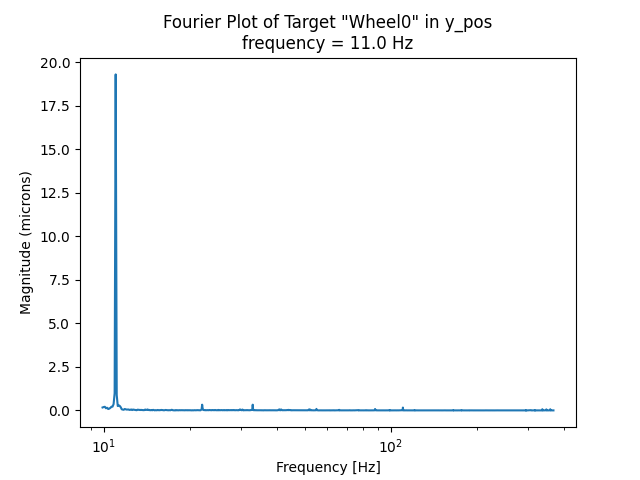 Fourier Plot of Target "Wheel0" in y_pos
frequency = 11.0 Hz
20.0
17.5
15.0
12.5
10.0
7.5
5.0
2.5
0.0
Magnitude (microns)
10¹ 10²
Frequency [Hz]